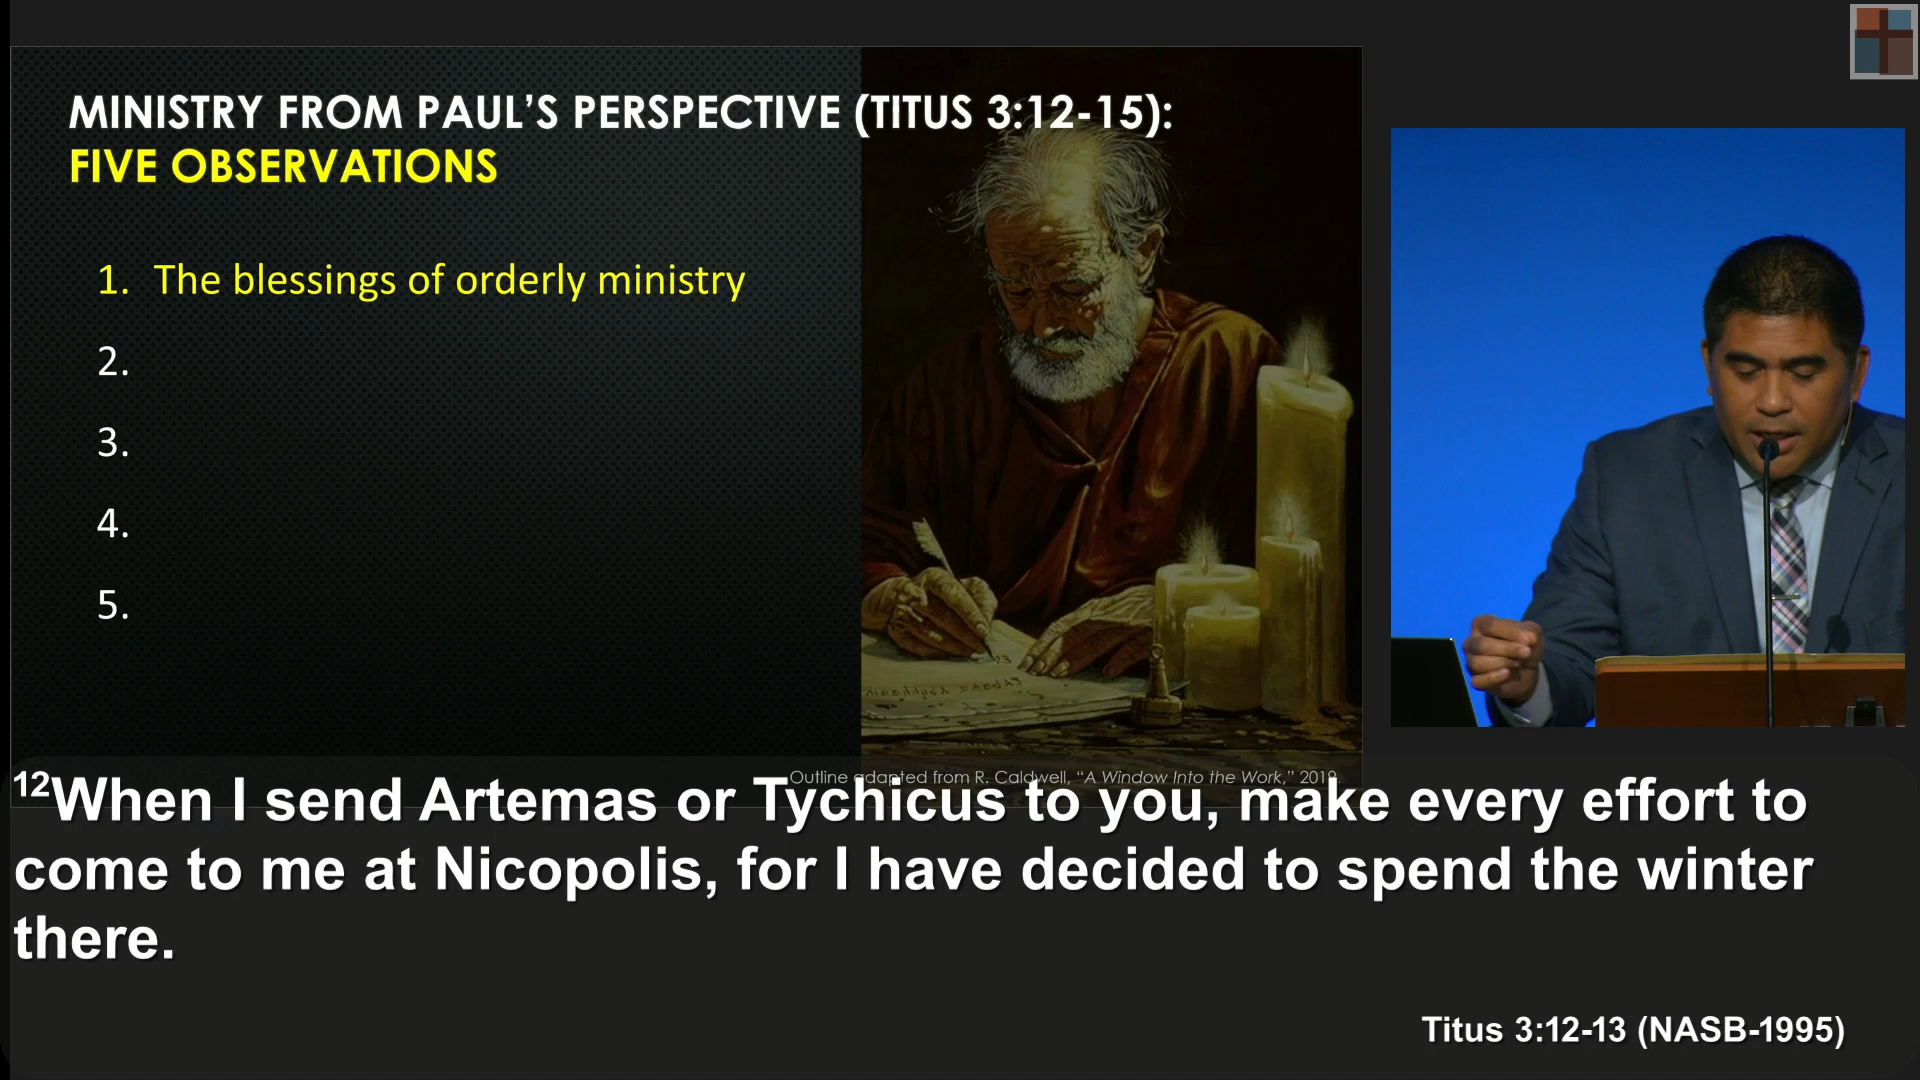 MINISTRY FROM PAUL’S PERSPECTIVE (TITUS 3:12-15):
FIVE OBSERVATIONS
1. The blessings of orderly ministry
2.
3.
4.
5.
Outline adapted from R. Caldwell, “A Window Into the Work,” 2019.
12When I send Artemas or Tychicus to you, make every effort to
come to me at Nicopolis, for I have decided to spend the winter
there.
Titus 3:12-13 (NASB-1995)